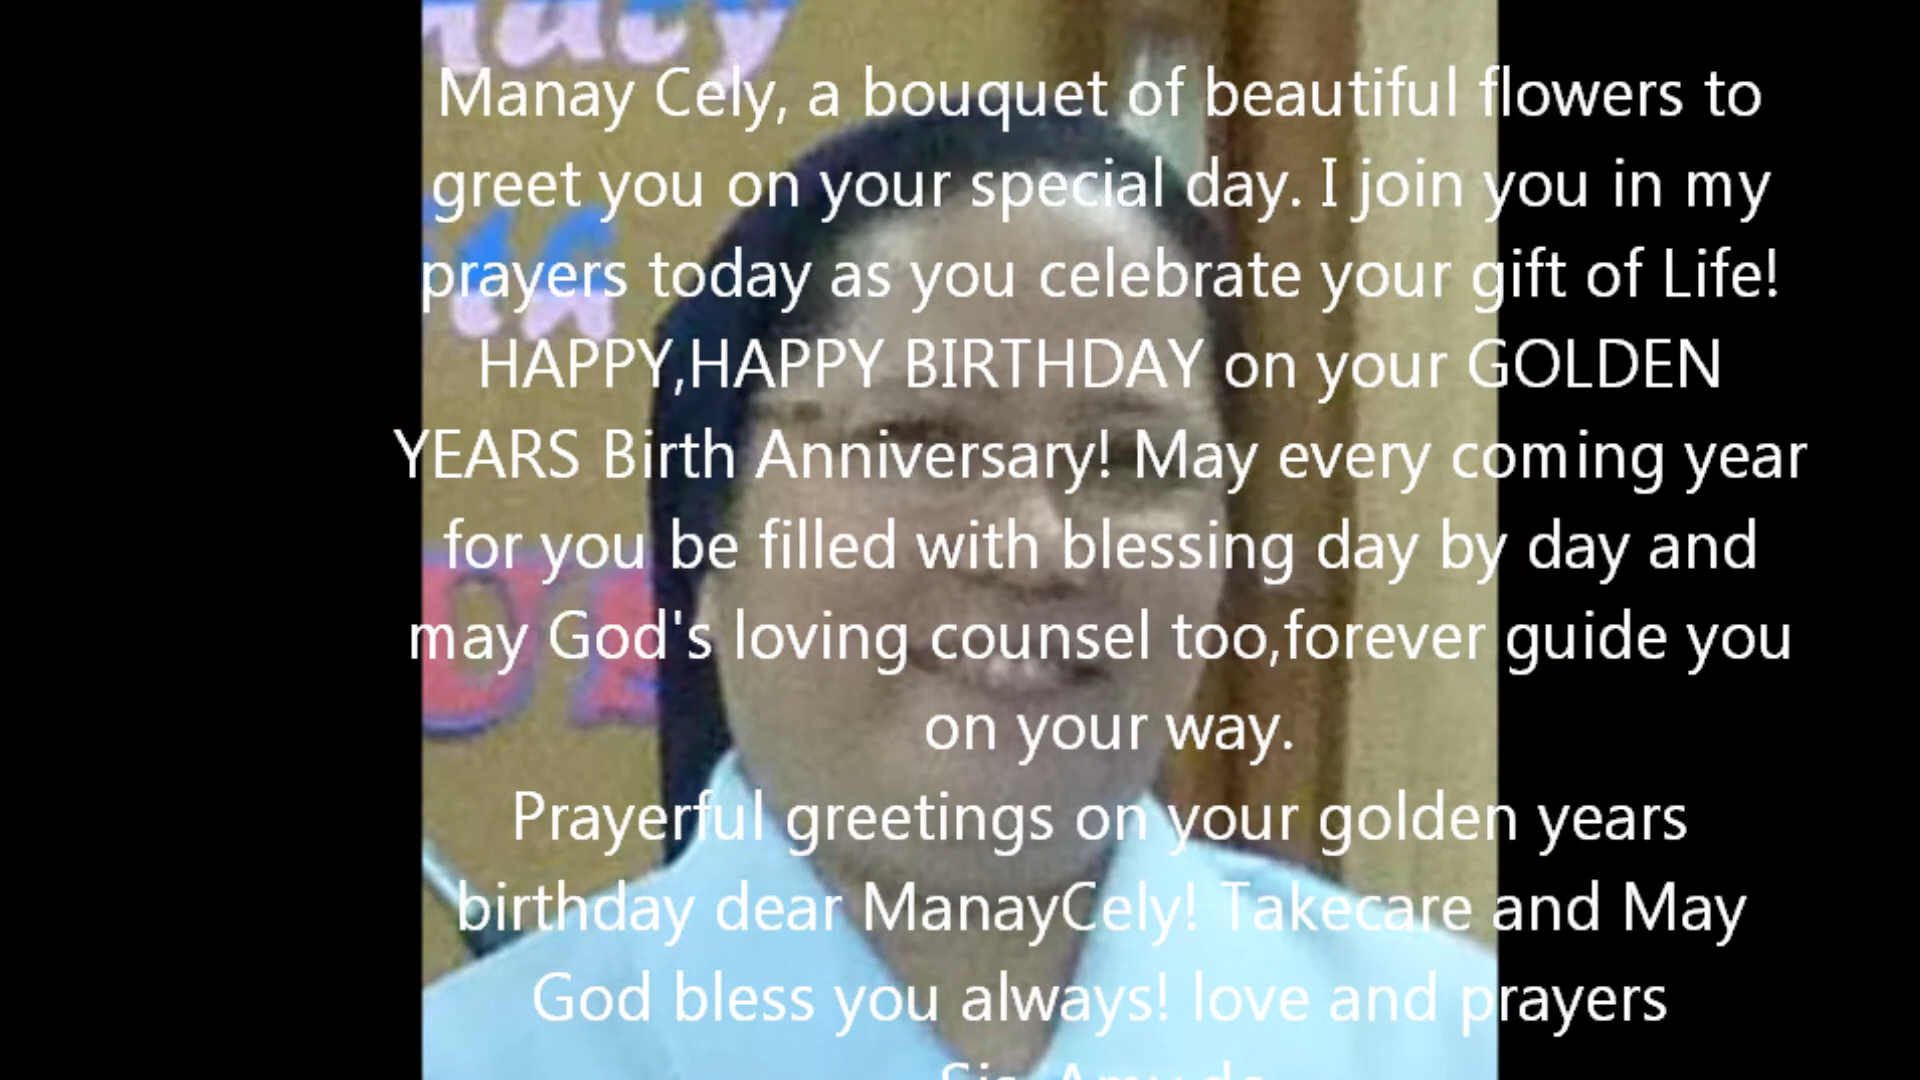 Manay Cely, a bouquet of beautiful flowers to
greet you on your special day. I join you in my
prayers today as you celebrate your gift of Life!
HAPPY,HAPPY BIRTHDAY on your GOLDEN
YEARS Birth Anniversary! May every coming year
for you be filled with blessing day by day and
may God's loving counsel too,forever guide you
on your way.
Prayerful greetings on your golden years
birthday dear ManayCely! Takecare and May
God bless you always! love and prayers